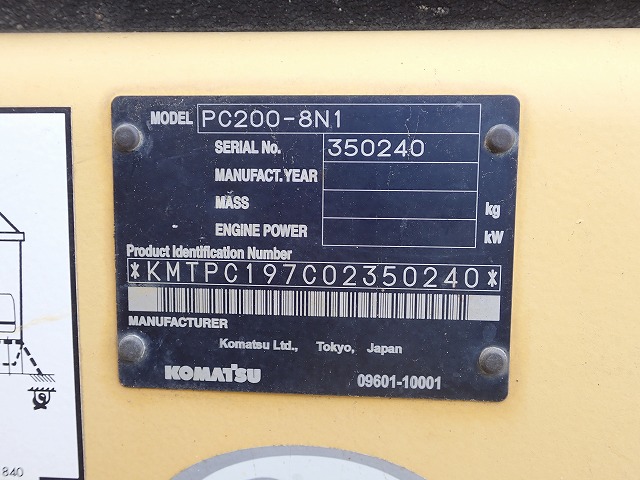 MODEL PC200-8N1
SERIAL No. 350240
MANUFACT.YEAR
MASS kg
ENGINE POWER kW
Product Identification Number
*KMTPC197C02350240*
MANUFACTURER
Komatsu Ltd., Tokyo, Japan
KOMATSU 09601-10001
840